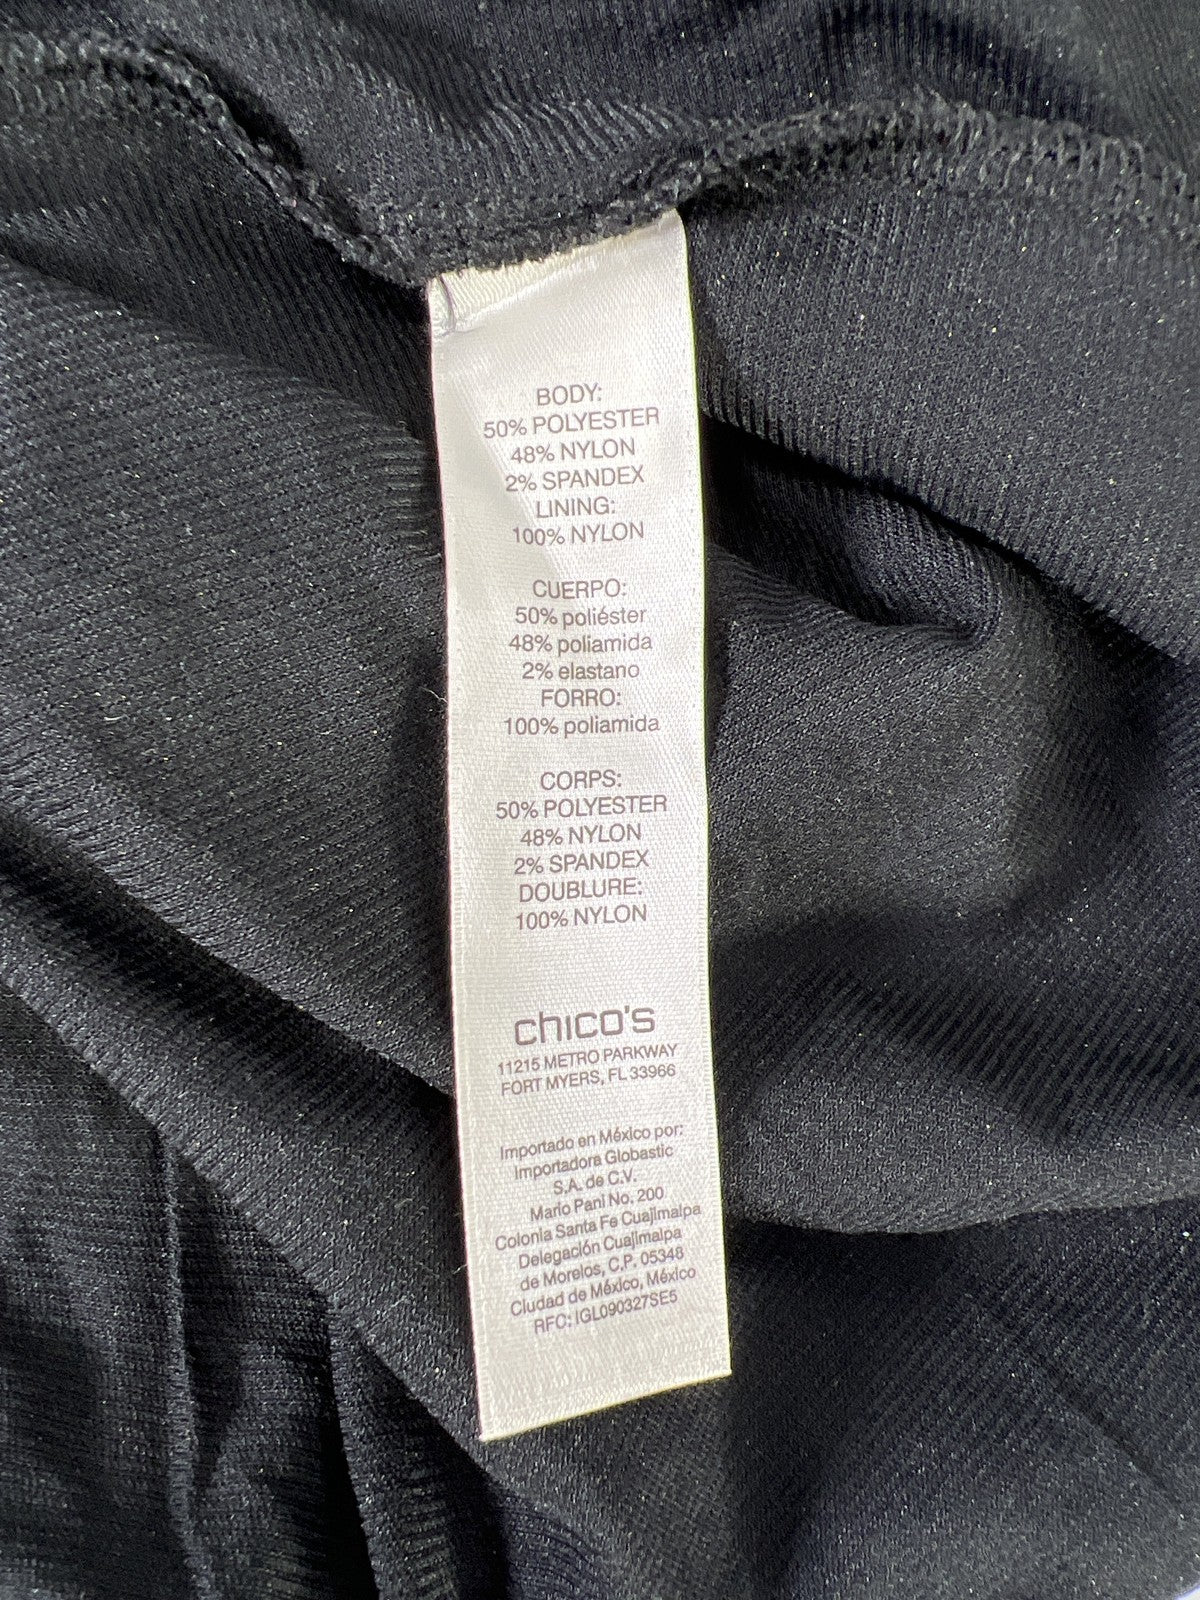 BODY:
50% POLYESTER
48% NYLON
2% SPANDEX
LINING:
100% NYLON
CUERPO:
50% poliéster
48% poliamida
2% elastano
FORRO:
100% poliamida
CORPS:
50% POLYESTER
48% NYLON
2% SPANDEX
DOUBLURE:
100% NYLON
chico's
11215 METRO PARKWAY
FORT MYERS, FL 33966
Importado en México por:
Importadora Globastic
S.A. de C.V.
Mario Pani No. 200
Colonia Santa Fe Cuajimalpa
Delegación Cuajimalpa
de Morelos, C.P. 05348
Ciudad de México, México
RFC: IGL090327SE5